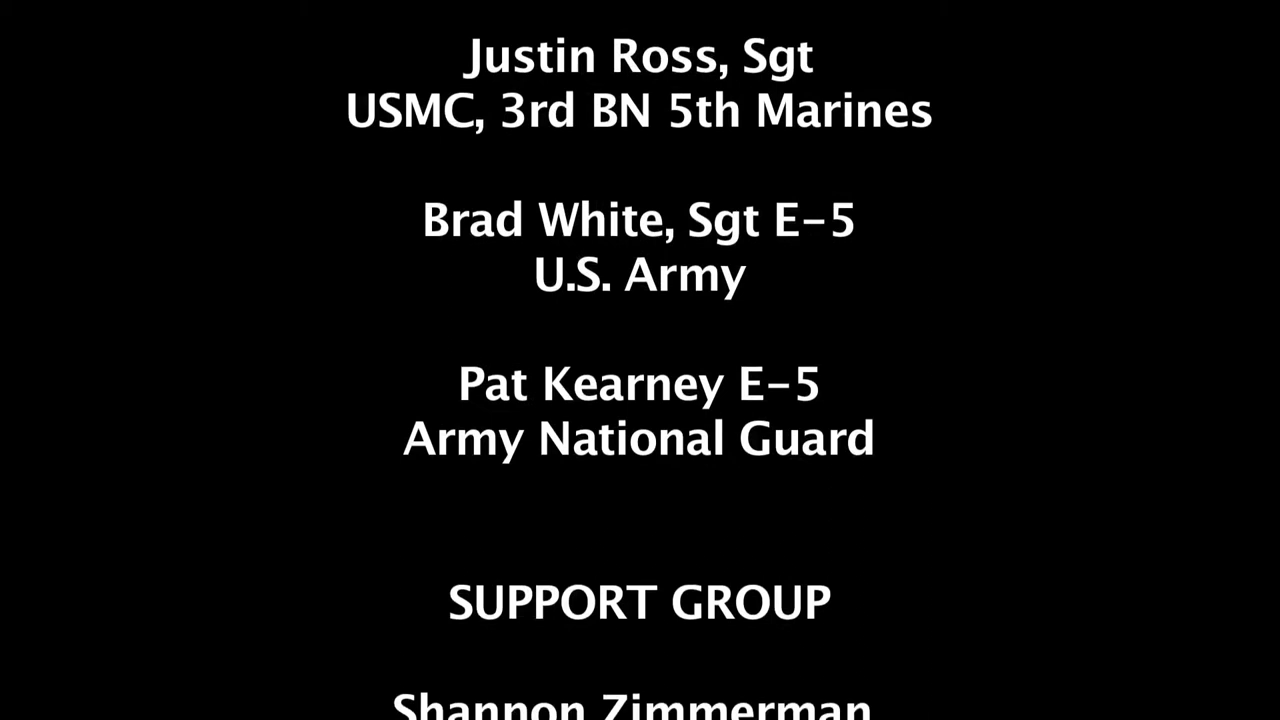 Justin Ross, Sgt
USMC, 3rd BN 5th Marines
Brad White, Sgt E-5
U.S. Army
Pat Kearney E-5
Army National Guard
SUPPORT GROUP
Shannon Zimmerman